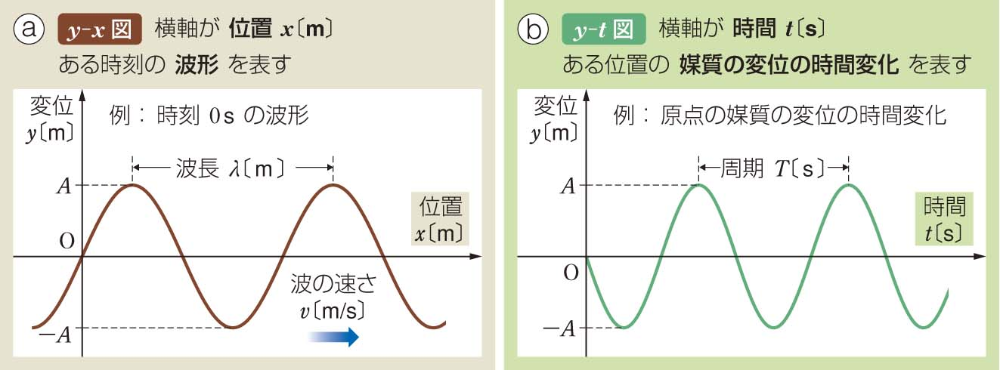 ⓐ y-x 図 横軸が 位置 x〔m〕
ある時刻の 波形 を表す
変位
y〔m〕
例：時刻 0s の波形
波長 λ〔m〕
A
O
位置
x〔m〕
波の速さ
v〔m/s〕
−A
ⓑ y-t 図 横軸が 時間 t〔s〕
ある位置の 媒質の変位の時間変化 を表す
変位
y〔m〕
例：原点の媒質の変位の時間変化
周期 T〔s〕
A
時間
t〔s〕
O
−A